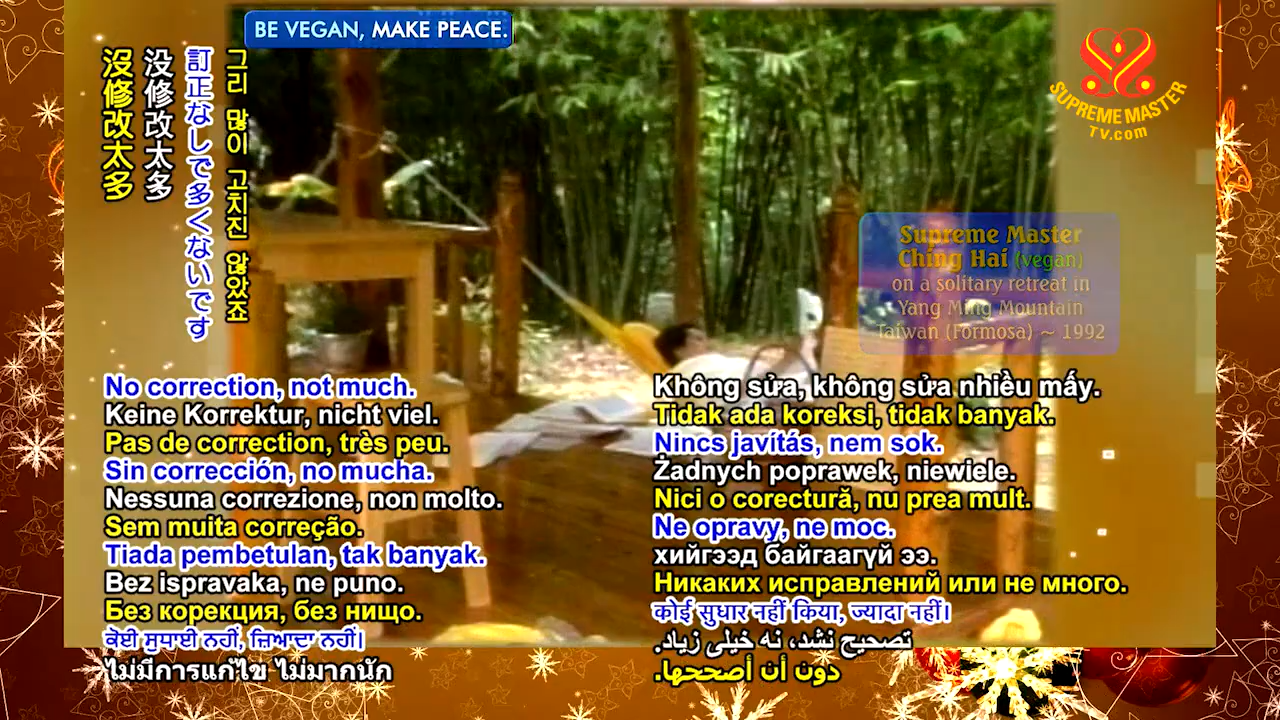 BE VEGAN, MAKE PEACE.
SUPREME MASTER
TV.com
沒修改太多
没修改太多
訂正なしで多くないです
그리 많이 고치진 않았죠
Supreme Master
Ching Hai (vegan)
on a solitary retreat in
Yang Ming Mountain
Taiwan (Formosa) ~ 1992
No correction, not much.
Keine Korrektur, nicht viel.
Pas de correction, très peu.
Sin corrección, no mucha.
Nessuna correzione, non molto.
Sem muita correção.
Tiada pembetulan, tak banyak.
Bez ispravaka, ne puno.
Без корекция, без нищо.
ਕੋਈ ਸੁਧਾਈ ਨਹੀਂ, ਜ਼ਿਆਦਾ ਨਹੀਂ।
ไม่มีการแก้ไข ไม่มากนัก
Không sửa, không sửa nhiều mấy.
Tidak ada koreksi, tidak banyak.
Nincs javítás, nem sok.
Żadnych poprawek, niewiele.
Nici o corectură, nu prea mult.
Ne opravy, ne moc.
хийгээд байгаагүй ээ.
Никаких исправлений или не много.
कोई सुधार नहीं किया, ज्यादा नहीं।
تصحیح نشد، نه خیلی زیاد.
دون أن أصححها.